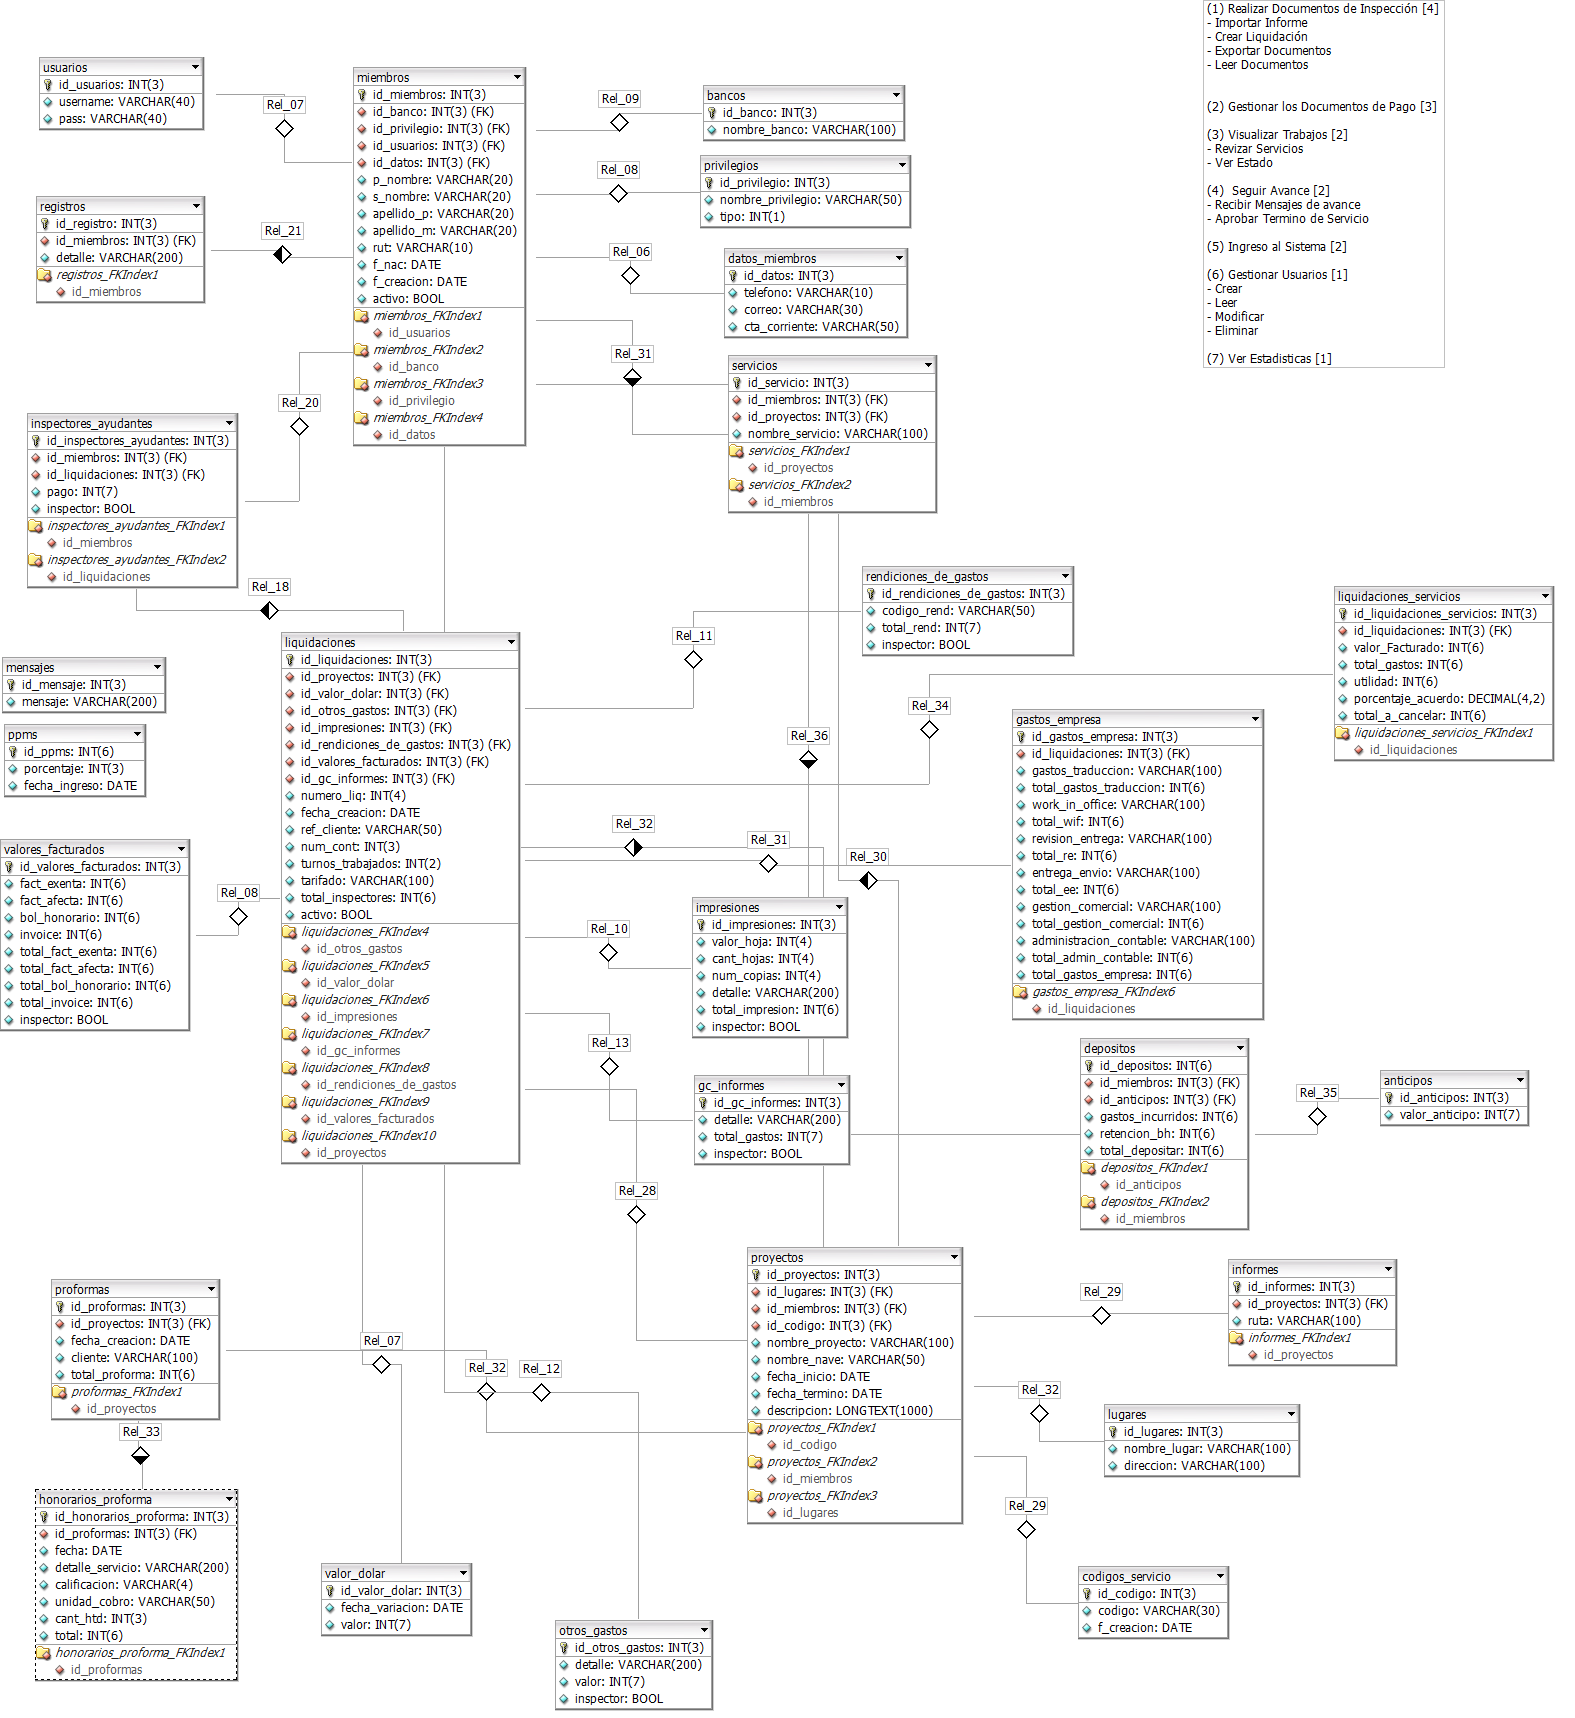 (1) Realizar Documentos de Inspección [4]
- Importar Informe
- Crear Liquidación
- Exportar Documentos
- Leer Documentos
(2) Gestionar los Documentos de Pago [3]
(3) Visualizar Trabajos [2]
- Revizar Servicios
- Ver Estado
(4)  Seguir Avance [2]
- Recibir Mensajes de avance
- Aprobar Termino de Servicio
(5) Ingreso al Sistema [2]
(6) Gestionar Usuarios [1]
- Crear
- Leer
- Modificar
- Eliminar
(7) Ver Estadisticas [1]
usuarios
id_usuarios: INT(3)
username: VARCHAR(40)
pass: VARCHAR(40)
Rel_07
miembros
id_miembros: INT(3)
id_banco: INT(3) (FK)
id_privilegio: INT(3) (FK)
id_usuarios: INT(3) (FK)
id_datos: INT(3) (FK)
p_nombre: VARCHAR(20)
s_nombre: VARCHAR(20)
apellido_p: VARCHAR(20)
apellido_m: VARCHAR(20)
rut: VARCHAR(10)
f_nac: DATE
f_creacion: DATE
activo: BOOL
miembros_FKIndex1
id_usuarios
miembros_FKIndex2
id_banco
miembros_FKIndex3
id_privilegio
miembros_FKIndex4
id_datos
Rel_09
bancos
id_banco: INT(3)
nombre_banco: VARCHAR(100)
Rel_08
privilegios
id_privilegio: INT(3)
nombre_privilegio: VARCHAR(50)
tipo: INT(1)
registros
id_registro: INT(3)
id_miembros: INT(3) (FK)
detalle: VARCHAR(200)
registros_FKIndex1
id_miembros
Rel_21
Rel_06
datos_miembros
id_datos: INT(3)
telefono: VARCHAR(10)
correo: VARCHAR(30)
cta_corriente: VARCHAR(50)
Rel_31
servicios
id_servicio: INT(3)
id_miembros: INT(3) (FK)
id_proyectos: INT(3) (FK)
nombre_servicio: VARCHAR(100)
servicios_FKIndex1
id_proyectos
servicios_FKIndex2
id_miembros
Rel_20
inspectores_ayudantes
id_inspectores_ayudantes: INT(3)
id_miembros: INT(3) (FK)
id_liquidaciones: INT(3) (FK)
pago: INT(7)
inspector: BOOL
inspectores_ayudantes_FKIndex1
id_miembros
inspectores_ayudantes_FKIndex2
id_liquidaciones
Rel_18
rendiciones_de_gastos
id_rendiciones_de_gastos: INT(3)
codigo_rend: VARCHAR(50)
total_rend: INT(7)
inspector: BOOL
Rel_11
liquidaciones_servicios
id_liquidaciones_servicios: INT(3)
id_liquidaciones: INT(3) (FK)
valor_Facturado: INT(6)
total_gastos: INT(6)
utilidad: INT(6)
porcentaje_acuerdo: DECIMAL(4,2)
total_a_cancelar: INT(6)
liquidaciones_servicios_FKIndex1
id_liquidaciones
liquidaciones
id_liquidaciones: INT(3)
id_proyectos: INT(3) (FK)
id_valor_dolar: INT(3) (FK)
id_otros_gastos: INT(3) (FK)
id_impresiones: INT(3) (FK)
id_rendiciones_de_gastos: INT(3) (FK)
id_valores_facturados: INT(3) (FK)
id_gc_informes: INT(3) (FK)
numero_liq: INT(4)
fecha_creacion: DATE
ref_cliente: VARCHAR(50)
num_cont: INT(3)
turnos_trabajados: INT(2)
tarifado: VARCHAR(100)
total_inspectores: INT(6)
activo: BOOL
liquidaciones_FKIndex4
id_otros_gastos
liquidaciones_FKIndex5
id_valor_dolar
liquidaciones_FKIndex6
id_impresiones
liquidaciones_FKIndex7
id_gc_informes
liquidaciones_FKIndex8
id_rendiciones_de_gastos
liquidaciones_FKIndex9
id_valores_facturados
liquidaciones_FKIndex10
id_proyectos
mensajes
id_mensaje: INT(3)
mensaje: VARCHAR(200)
ppms
id_ppms: INT(6)
porcentaje: INT(3)
fecha_ingreso: DATE
Rel_34
Rel_36
gastos_empresa
id_gastos_empresa: INT(3)
id_liquidaciones: INT(3) (FK)
gastos_traduccion: VARCHAR(100)
total_gastos_traduccion: INT(6)
work_in_office: VARCHAR(100)
total_wif: INT(6)
revision_entrega: VARCHAR(100)
total_re: INT(6)
entrega_envio: VARCHAR(100)
total_ee: INT(6)
gestion_comercial: VARCHAR(100)
total_gestion_comercial: INT(6)
administracion_contable: VARCHAR(100)
total_admin_contable: INT(6)
total_gastos_empresa: INT(6)
gastos_empresa_FKIndex6
id_liquidaciones
Rel_32
Rel_31
Rel_30
valores_facturados
id_valores_facturados: INT(3)
fact_exenta: INT(6)
fact_afecta: INT(6)
bol_honorario: INT(6)
invoice: INT(6)
total_fact_exenta: INT(6)
total_fact_afecta: INT(6)
total_bol_honorario: INT(6)
total_invoice: INT(6)
inspector: BOOL
Rel_08
Rel_10
impresiones
id_impresiones: INT(3)
valor_hoja: INT(4)
cant_hojas: INT(4)
num_copias: INT(4)
detalle: VARCHAR(200)
total_impresion: INT(6)
inspector: BOOL
Rel_13
gc_informes
id_gc_informes: INT(3)
detalle: VARCHAR(200)
total_gastos: INT(7)
inspector: BOOL
depositos
id_depositos: INT(6)
id_miembros: INT(3) (FK)
id_anticipos: INT(3) (FK)
gastos_incurridos: INT(6)
retencion_bh: INT(6)
total_depositar: INT(6)
depositos_FKIndex1
id_anticipos
depositos_FKIndex2
id_miembros
Rel_35
anticipos
id_anticipos: INT(3)
valor_anticipo: INT(7)
Rel_28
proyectos
id_proyectos: INT(3)
id_lugares: INT(3) (FK)
id_miembros: INT(3) (FK)
id_codigo: INT(3) (FK)
nombre_proyecto: VARCHAR(100)
nombre_nave: VARCHAR(50)
fecha_inicio: DATE
fecha_termino: DATE
descripcion: LONGTEXT(1000)
proyectos_FKIndex1
id_codigo
proyectos_FKIndex2
id_miembros
proyectos_FKIndex3
id_lugares
Rel_29
informes
id_informes: INT(3)
id_proyectos: INT(3) (FK)
ruta: VARCHAR(100)
informes_FKIndex1
id_proyectos
proformas
id_proformas: INT(3)
id_proyectos: INT(3) (FK)
fecha_creacion: DATE
cliente: VARCHAR(100)
total_proforma: INT(6)
proformas_FKIndex1
id_proyectos
Rel_07
Rel_32
Rel_12
Rel_32
lugares
id_lugares: INT(3)
nombre_lugar: VARCHAR(100)
direccion: VARCHAR(100)
Rel_33
honorarios_proforma
id_honorarios_proforma: INT(3)
id_proformas: INT(3) (FK)
fecha: DATE
detalle_servicio: VARCHAR(200)
calificacion: VARCHAR(4)
unidad_cobro: VARCHAR(50)
cant_htd: INT(3)
total: INT(6)
honorarios_proforma_FKIndex1
id_proformas
Rel_29
valor_dolar
id_valor_dolar: INT(3)
fecha_variacion: DATE
valor: INT(7)
codigos_servicio
id_codigo: INT(3)
codigo: VARCHAR(30)
f_creacion: DATE
otros_gastos
id_otros_gastos: INT(3)
detalle: VARCHAR(200)
valor: INT(7)
inspector: BOOL